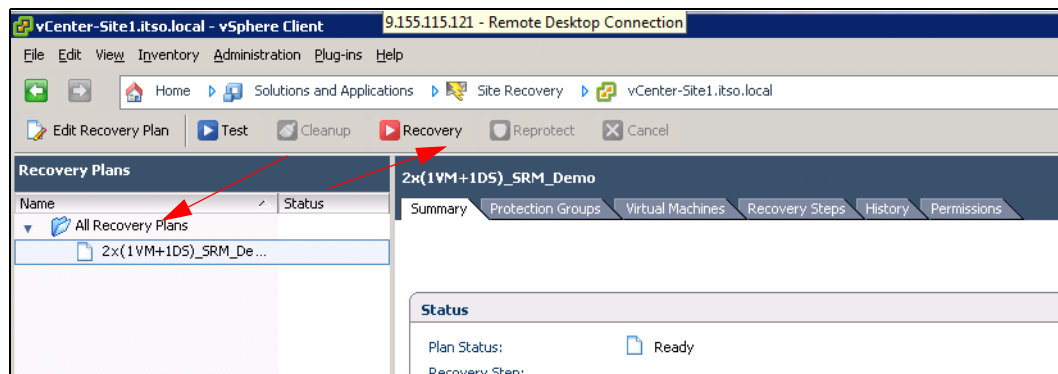 vCenter-Site1.itso.local - vSphere Client
9.155.115.121 - Remote Desktop Connection
File Edit View Inventory Administration Plug-ins Help
Home Solutions and Applications Site Recovery vCenter-Site1.itso.local
Edit Recovery Plan Test Cleanup Recovery Reprotect Cancel
Recovery Plans
2x(1VM+1DS)_SRM_Demo
Name Status
Summary Protection Groups Virtual Machines Recovery Steps History Permissions
All Recovery Plans
2x(1VM+1DS)_SRM_De...
Status
Plan Status: Ready
Recovery Step: